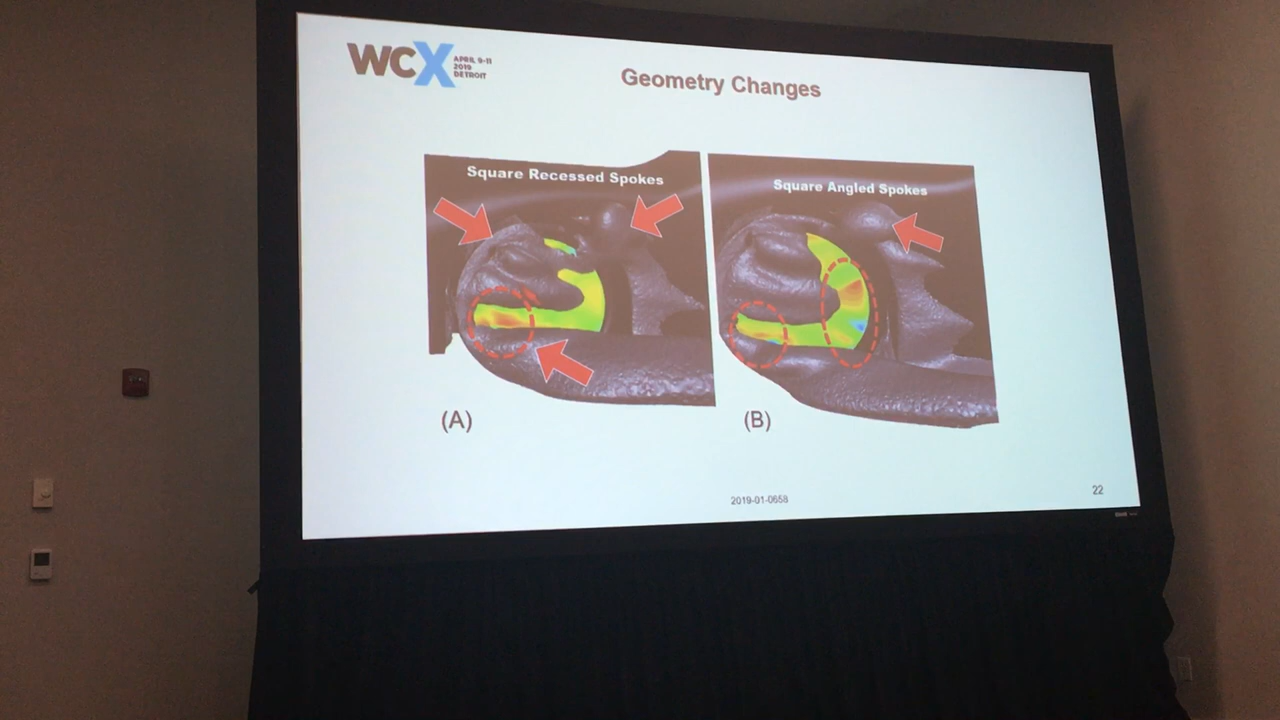 WCX
APRIL 9-11
2019
DETROIT
Geometry Changes
Square Recessed Spokes
Square Angled Spokes
(A)
(B)
2019-01-0658
22